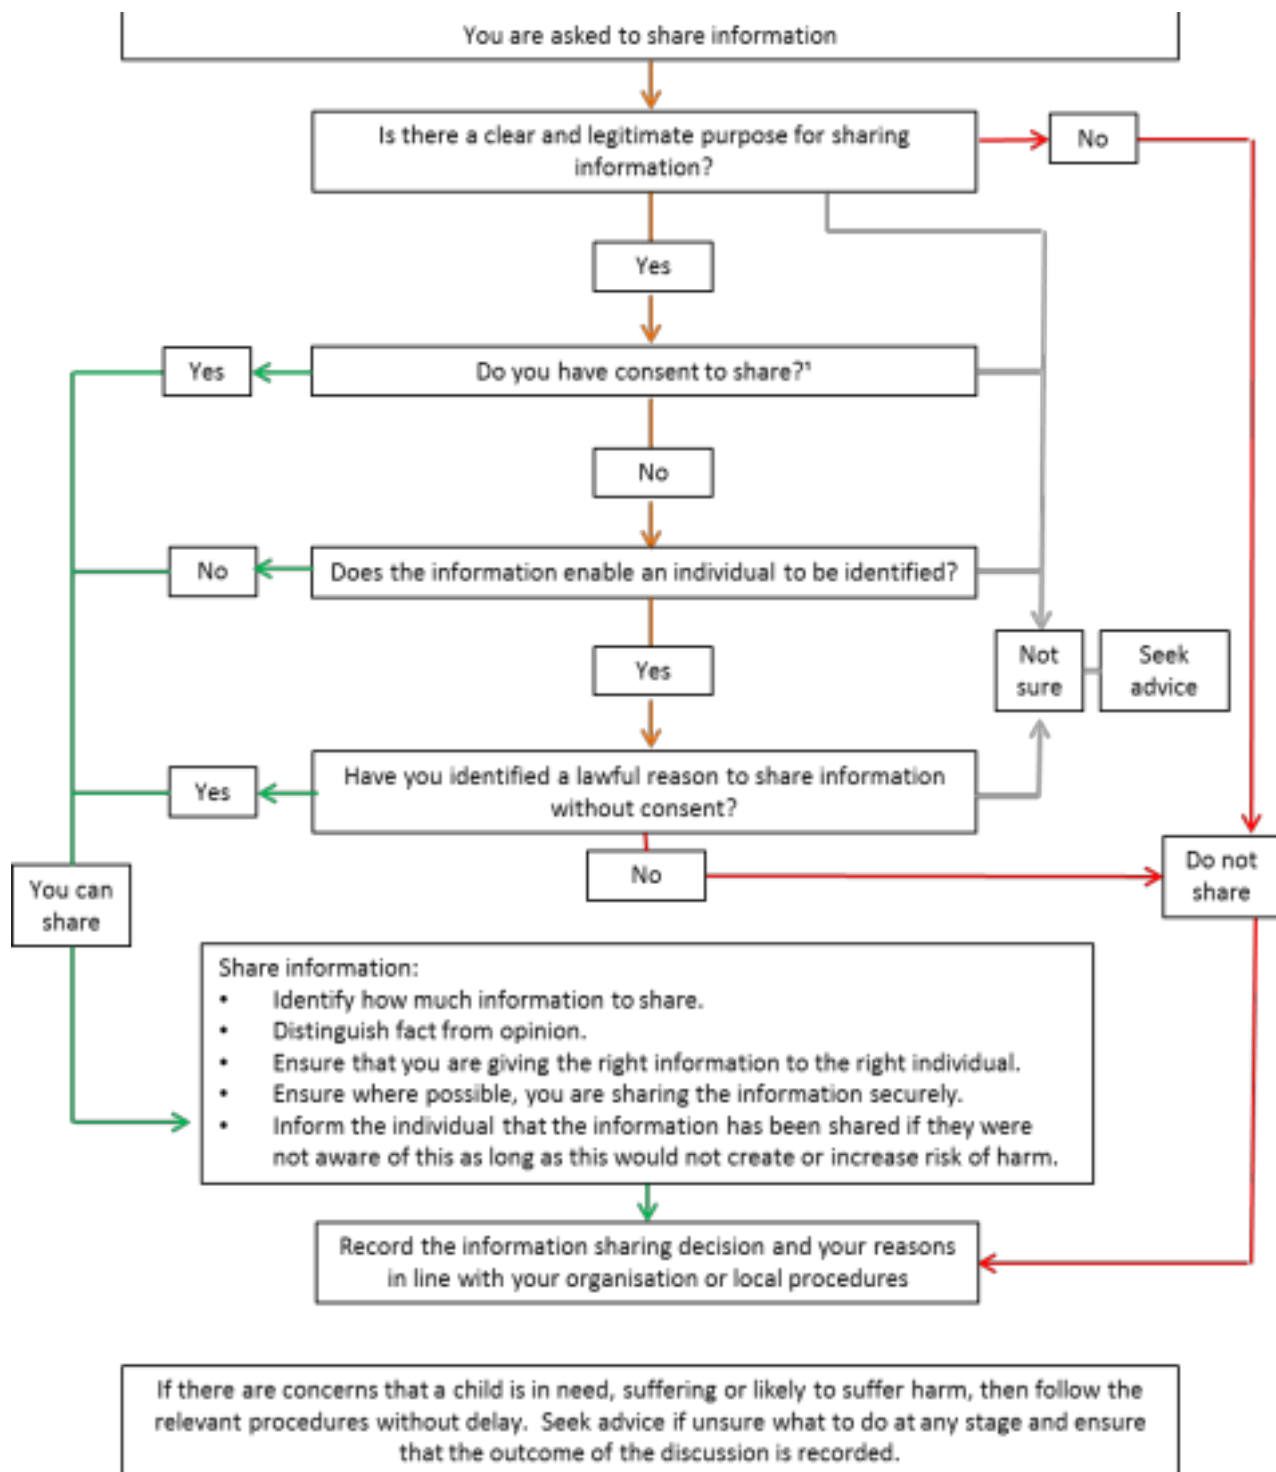 You are asked to share information
Is there a clear and legitimate purpose for sharing
information?
No
Yes
Yes
Do you have consent to share?¹
No
No
Does the information enable an individual to be identified?
Yes
Not
sure
Seek
advice
Yes
Have you identified a lawful reason to share information
without consent?
No
Do not
share
You can
share
Share information:
• Identify how much information to share.
• Distinguish fact from opinion.
• Ensure that you are giving the right information to the right individual.
• Ensure where possible, you are sharing the information securely.
• Inform the individual that the information has been shared if they were
not aware of this as long as this would not create or increase risk of harm.
Record the information sharing decision and your reasons
in line with your organisation or local procedures
If there are concerns that a child is in need, suffering or likely to suffer harm, then follow the
relevant procedures without delay. Seek advice if unsure what to do at any stage and ensure
that the outcome of the discussion is recorded.